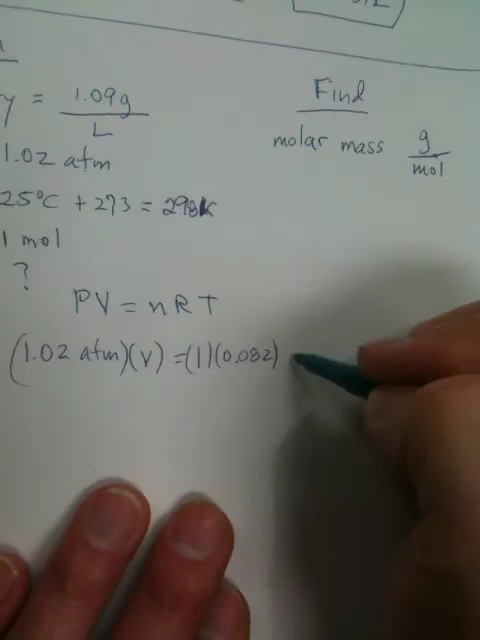 y = 1.09g / L
Find
molar mass g / mol
1.02 atm
25°C + 273 = 298K
1 mol
?
PV = nRT
(1.02 atm)(V) = (1)(0.082)